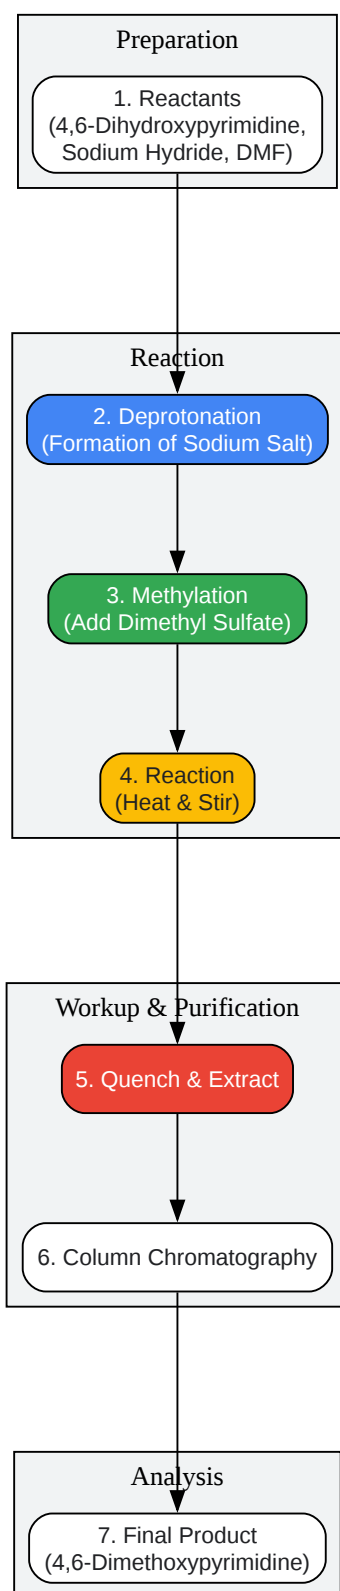 Preparation
1. Reactants
(4,6-Dihydroxypyrimidine,
Sodium Hydride, DMF)
Reaction
2. Deprotonation
(Formation of Sodium Salt)
3. Methylation
(Add Dimethyl Sulfate)
4. Reaction
(Heat & Stir)
Workup & Purification
5. Quench & Extract
6. Column Chromatography
Analysis
7. Final Product
(4,6-Dimethoxypyrimidine)